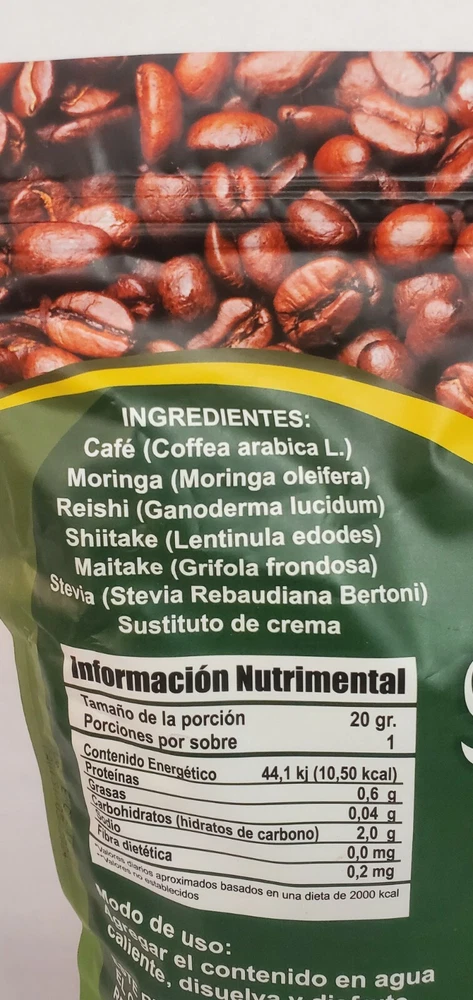 INGREDIENTES:
Café (Coffea arabica L.)
Moringa (Moringa oleifera)
Reishi (Ganoderma lucidum)
Shiitake (Lentinula edodes)
Maitake (Grifola frondosa)
Stevia (Stevia Rebaudiana Bertoni)
Sustituto de crema
Información Nutrimental
Tamaño de la porción 20 gr.
Porciones por sobre 1
Contenido Energético 44,1 kj (10,50 kcal)
Proteínas 0,6 g
Grasas 0,04 g
Carbohidratos (hidratos de carbono) 2,0 g
Sodio 0,0 mg
Fibra dietética 0,2 mg
*Valores diarios aproximados basados en una dieta de 2000 kcal
**Valores no establecidos
Modo de uso:
Agregar el contenido en agua
caliente, disuelva y